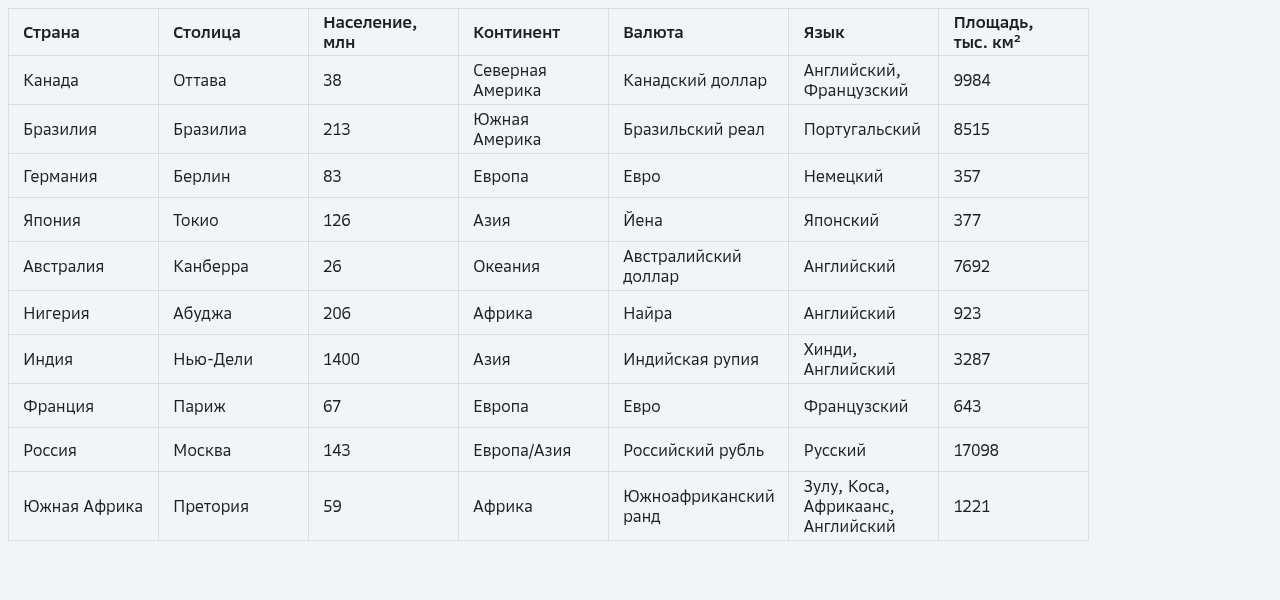 Страна Столица Население, млн Континент Валюта Язык Площадь, тыс. км²
Канада Оттава 38 Северная Америка Канадский доллар Английский, Французский 9984
Бразилия Бразилиа 213 Южная Америка Бразильский реал Португальский 8515
Германия Берлин 83 Европа Евро Немецкий 357
Япония Токио 126 Азия Йена Японский 377
Австралия Канберра 26 Океания Австралийский доллар Английский 7692
Нигерия Абуджа 206 Африка Найра Английский 923
Индия Нью-Дели 1400 Азия Индийская рупия Хинди, Английский 3287
Франция Париж 67 Европа Евро Французский 643
Россия Москва 143 Европа/Азия Российский рубль Русский 17098
Южная Африка Претория 59 Африка Южноафриканский ранд Зулу, Коса, Африкаанс, Английский 1221